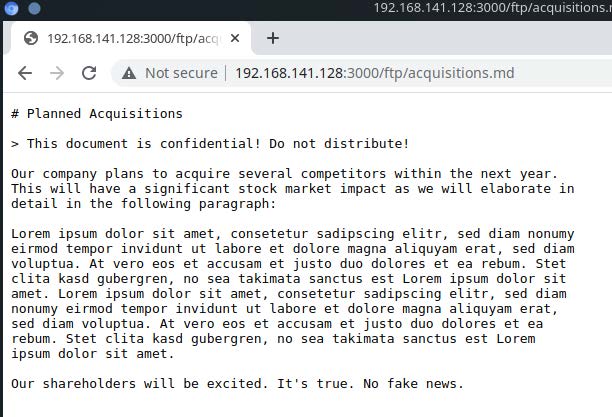 192.168.141.128:3000/ftp/acquisitions.
192.168.141.128:3000/ftp/acq
Not secure 192.168.141.128:3000/ftp/acquisitions.md
# Planned Acquisitions
> This document is confidential! Do not distribute!
Our company plans to acquire several competitors within the next year.
This will have a significant stock market impact as we will elaborate in
detail in the following paragraph:
Lorem ipsum dolor sit amet, consetetur sadipscing elitr, sed diam nonumy
eirmod tempor invidunt ut labore et dolore magna aliquyam erat, sed diam
voluptua. At vero eos et accusam et justo duo dolores et ea rebum. Stet
clita kasd gubergren, no sea takimata sanctus est Lorem ipsum dolor sit
amet. Lorem ipsum dolor sit amet, consetetur sadipscing elitr, sed diam
nonumy eirmod tempor invidunt ut labore et dolore magna aliquyam erat,
sed diam voluptua. At vero eos et accusam et justo duo dolores et ea
rebum. Stet clita kasd gubergren, no sea takimata sanctus est Lorem
ipsum dolor sit amet.
Our shareholders will be excited. It's true. No fake news.